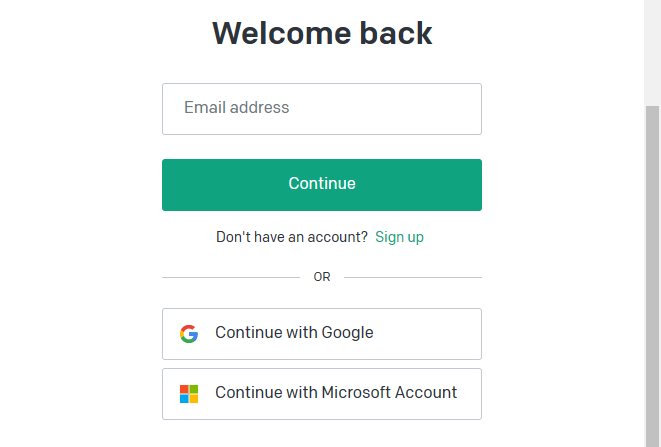 Welcome back
Email address
Continue
Don't have an account? Sign up
OR
Continue with Google
Continue with Microsoft Account